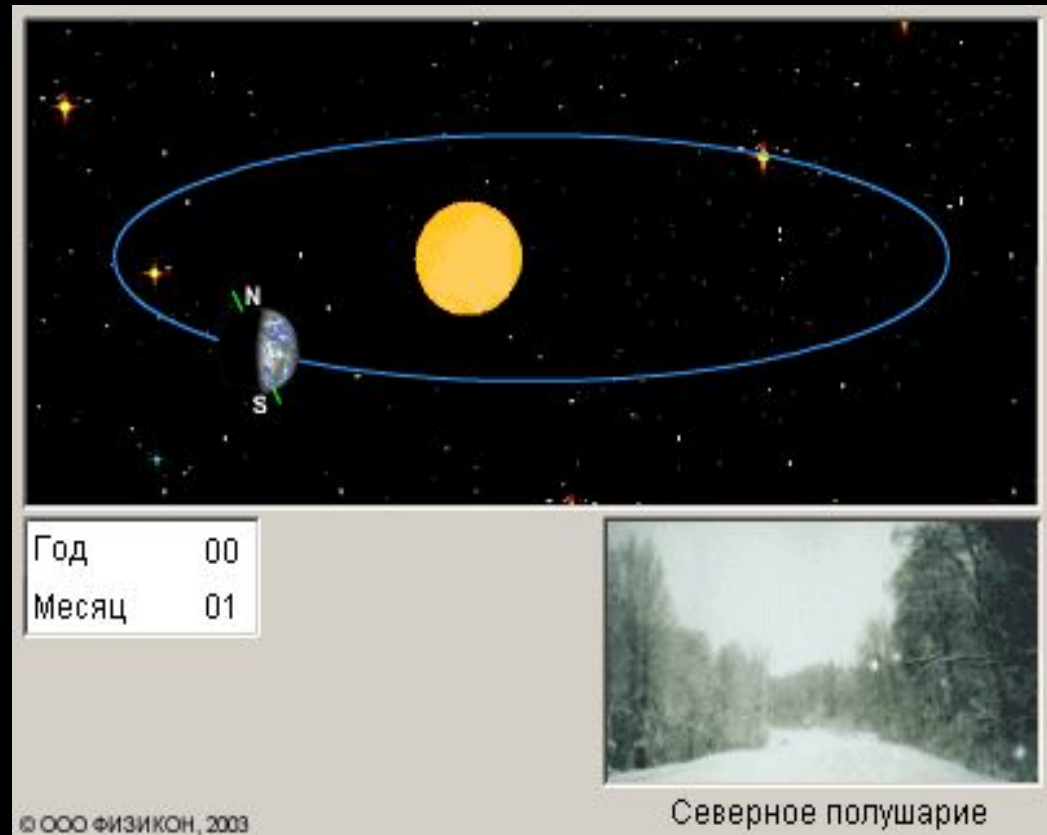 N
S
Год 00
Месяц 01
Северное полушарие
© ООО ФИЗИКОН, 2003